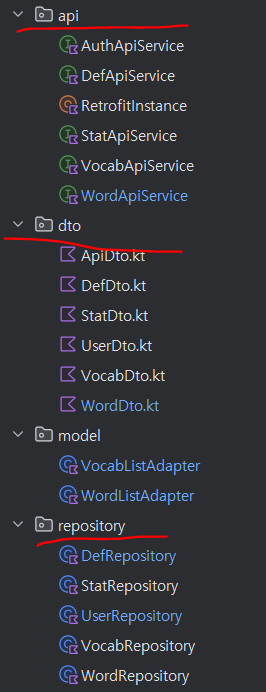 api
AuthApiService
DefApiService
RetrofitInstance
StatApiService
VocabApiService
WordApiService
dto
ApiDto.kt
DefDto.kt
StatDto.kt
UserDto.kt
VocabDto.kt
WordDto.kt
model
VocabListAdapter
WordListAdapter
repository
DefRepository
StatRepository
UserRepository
VocabRepository
WordRepository